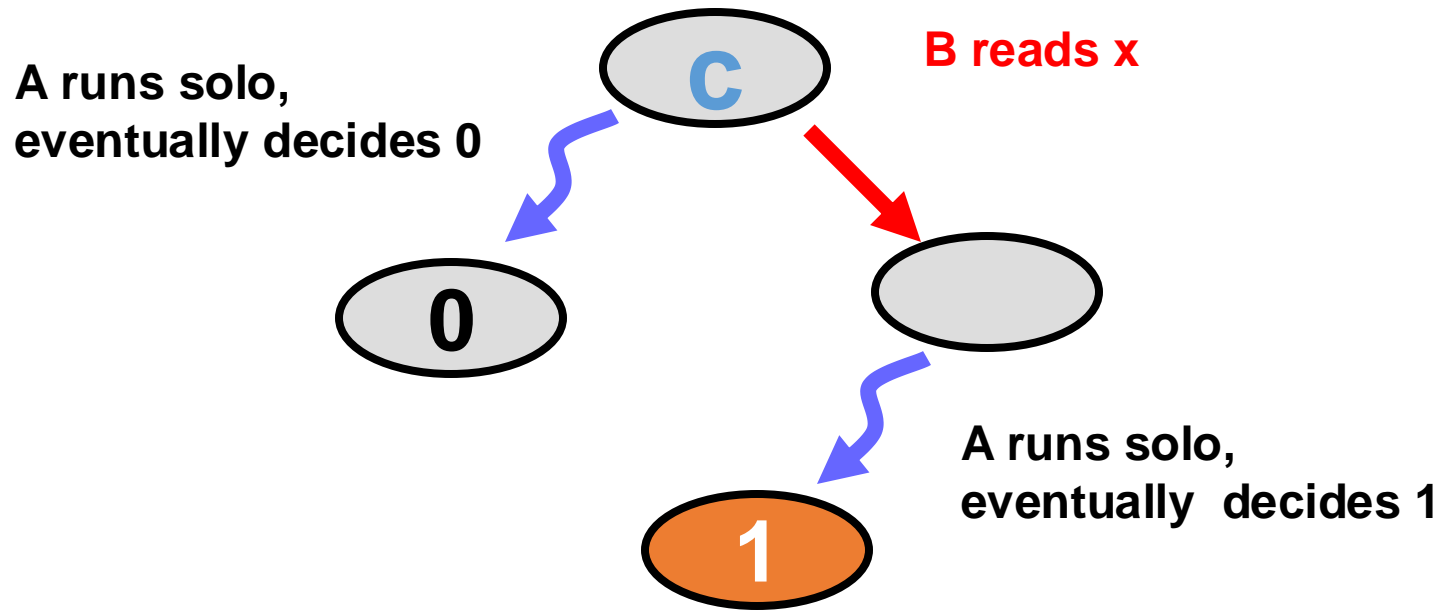 c
B reads x
A runs solo,
eventually decides 0
0
A runs solo,
eventually decides 1
1